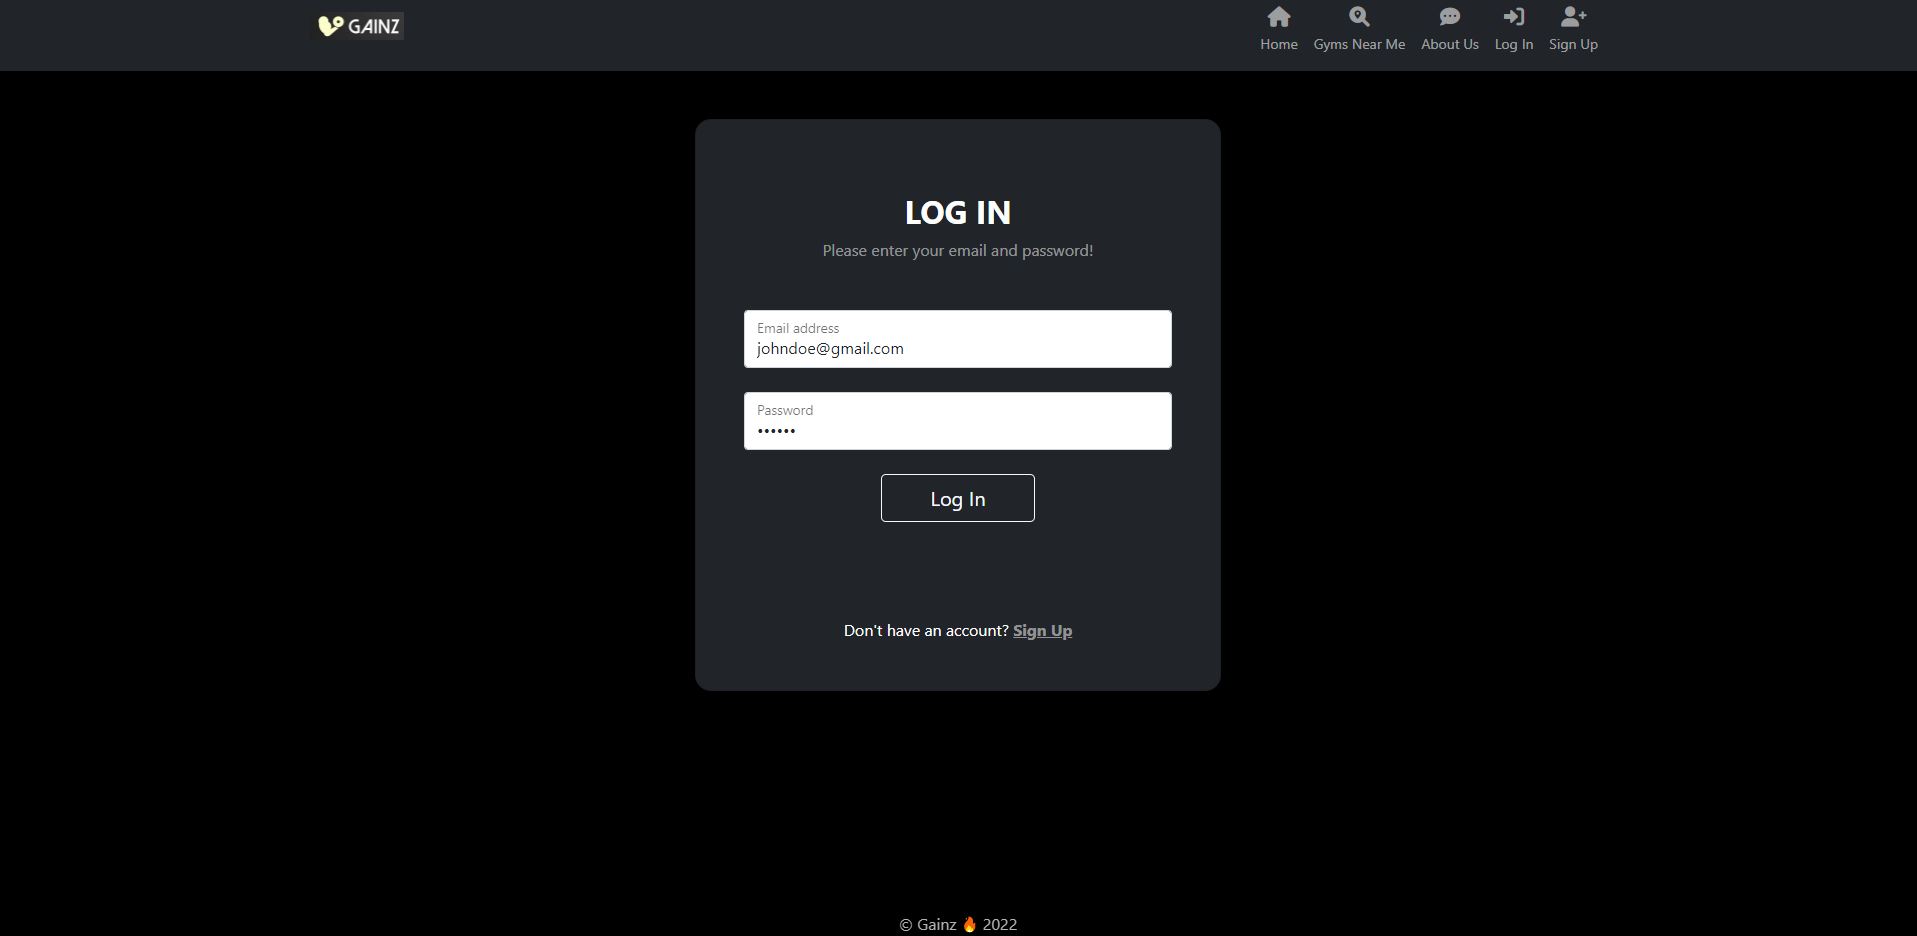 GAINZ
Home Gyms Near Me About Us Log In Sign Up
LOG IN
Please enter your email and password!
Email address
johndoe@gmail.com
Password
••••••
Log In
Don't have an account? Sign Up
© Gainz 🔥 2022